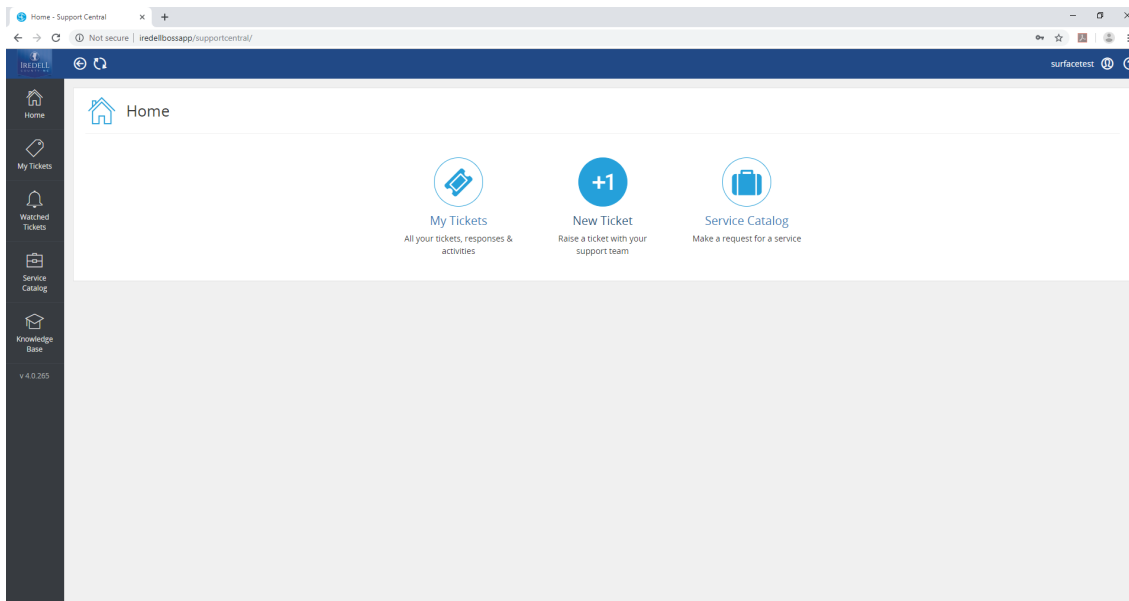 Home - Support Central
Not secure | iredellbossapp/supportcentral/
IREDELL
surfacetest
Home
My Tickets
Watched
Tickets
Service
Catalog
Knowledge
Base
v 4.0.265
Home
My Tickets
All your tickets, responses &
activities
+1
New Ticket
Raise a ticket with your
support team
Service Catalog
Make a request for a service